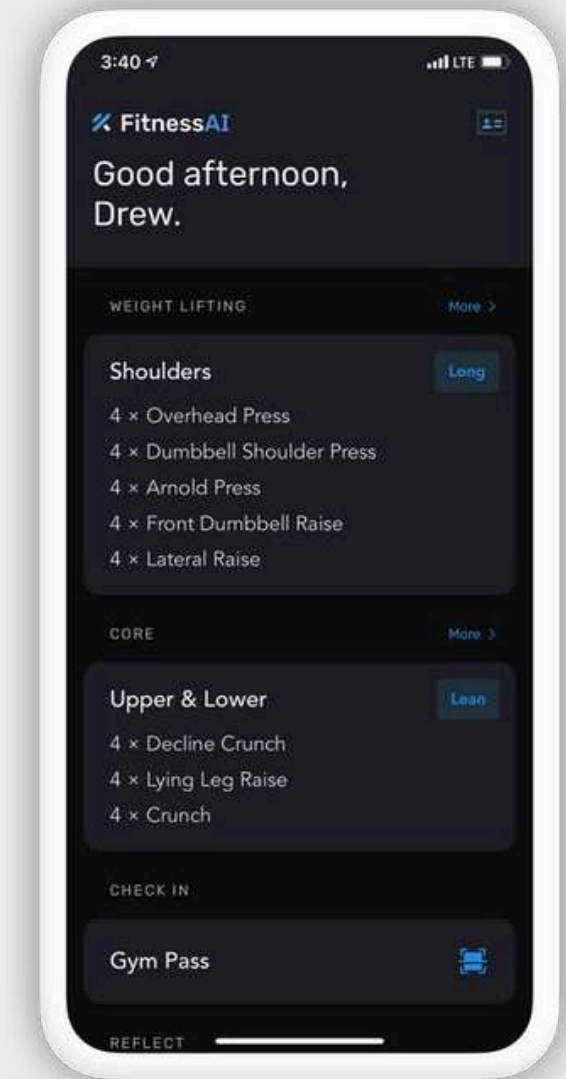 3:40
LTE
FitnessAI
Good afternoon,
Drew.
WEIGHT LIFTING
More >
Shoulders
Long
4 × Overhead Press
4 × Dumbbell Shoulder Press
4 × Arnold Press
4 × Front Dumbbell Raise
4 × Lateral Raise
CORE
More >
Upper & Lower
Lean
4 × Decline Crunch
4 × Lying Leg Raise
4 × Crunch
CHECK IN
Gym Pass
REFLECT